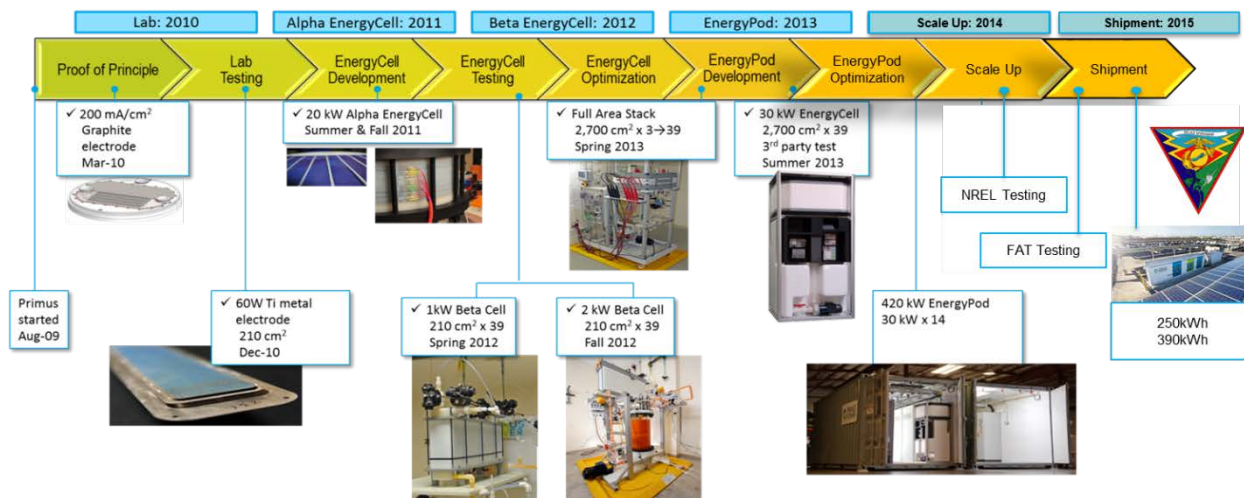 Lab: 2010
Alpha EnergyCell: 2011
Beta EnergyCell: 2012
EnergyPod: 2013
Scale Up: 2014
Shipment: 2015
Proof of Principle
Lab
Testing
EnergyCell
Development
EnergyCell
Testing
EnergyCell
Optimization
EnergyPod
Development
EnergyPod
Optimization
Scale Up
Shipment
✓ 200 mA/cm²
Graphite
electrode
Mar-10
✓ 20 kW Alpha EnergyCell
Summer & Fall 2011
✓ Full Area Stack
2,700 cm² x 3→39
Spring 2013
✓ 30 kW EnergyCell
2,700 cm² x 39
3rd party test
Summer 2013
NREL Testing
FAT Testing
Primus
started
Aug-09
✓ 60W Ti metal
electrode
210 cm²
Dec-10
✓ 1kW Beta Cell
210 cm² x 39
Spring 2012
✓ 2 kW Beta Cell
210 cm² x 39
Fall 2012
420 kW EnergyPod
30 kW x 14
250kWh
390kWh